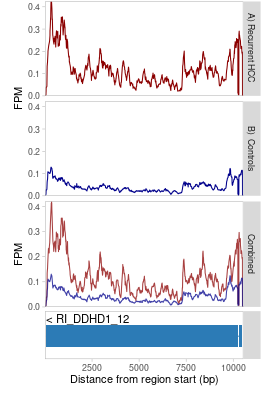 0.4
0.3
0.2
0.1
0.0
A) Recurrent HCC
0.4
0.3
0.2
0.1
0.0
B) Controls
FPM
0.4
0.3
0.2
0.1
0.0
Combined
FPM
< RI_DDHD1_12
2500
5000
7500
10000
Distance from region start (bp)